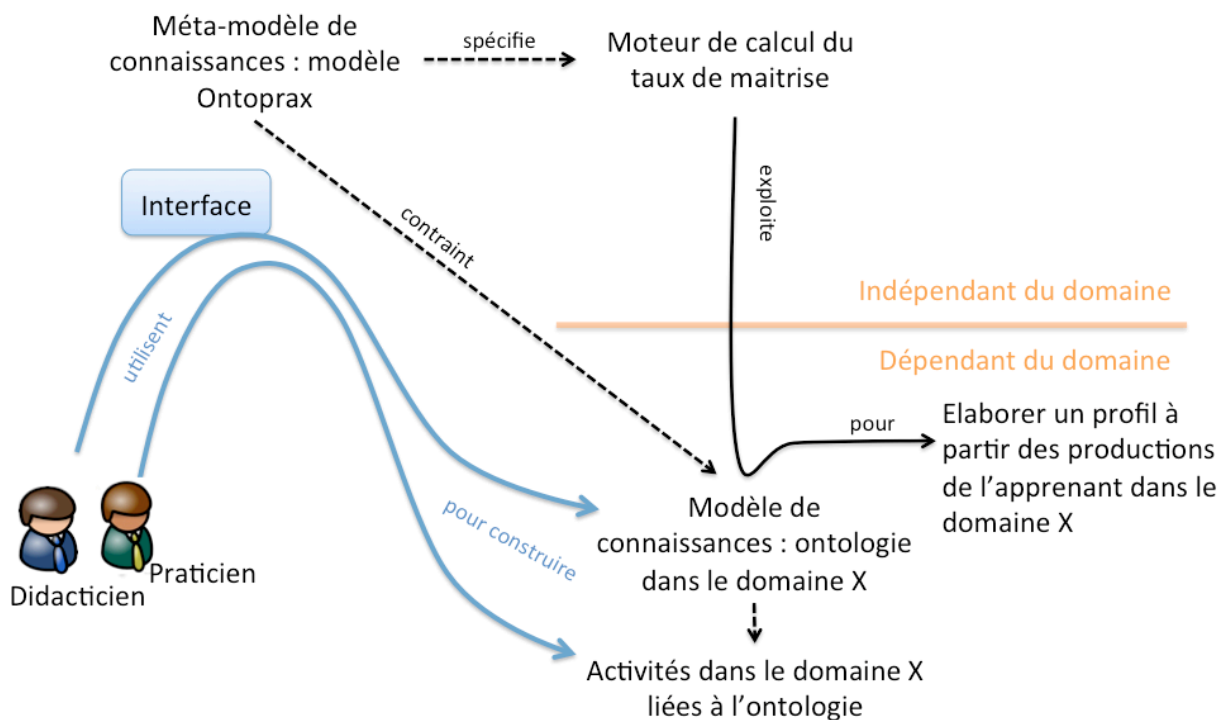 Méta-modèle de
connaissances : modèle
Ontoprax
spécifie
Moteur de calcul du
taux de maitrise
Interface
contraint
exploite
utilisent
Indépendant du domaine
Dépendant du domaine
pour
Elaborer un profil à
partir des productions
de l'apprenant dans le
domaine X
pour construire
Modèle de
connaissances : ontologie
dans le domaine X
Praticien
Didacticien
Activités dans le domaine X
liées à l'ontologie